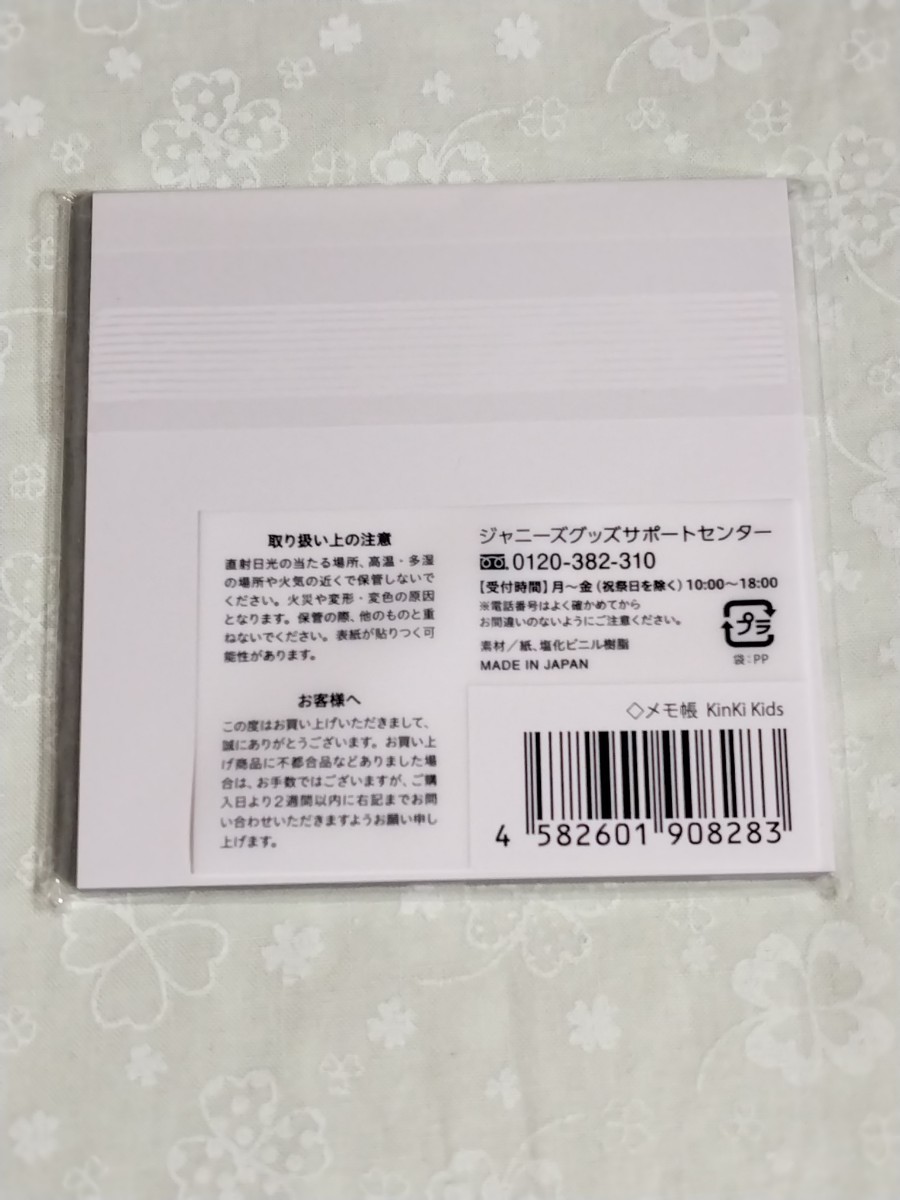 取り扱い上の注意
直射日光の当たる場所、高温・多湿
の場所や火気の近くで保管しないで
ください。火災や変形・変色の原因
となります。保管の際、他のものと重
ねないでください。表紙が貼りつく可
能性があります。
お客様へ
この度はお買い上げいただきまして、
誠にありがとうございます。お買い上
げ商品に不都合品などありました場
合は、お手数ではございますが、ご購
入日より2週間以内に右記までお問
い合わせいただきますようお願い申し
上げます。
ジャニーズグッズサポートセンター
0120-382-310
【受付時間】月～金(祝祭日を除く)10:00～18:00
※電話番号はよく確かめてから
お間違いのないようにご注意ください。
素材/紙、塩化ビニル樹脂
MADE IN JAPAN
プラ
袋:PP
◇メモ帳 KinKi Kids
4 582601 908283